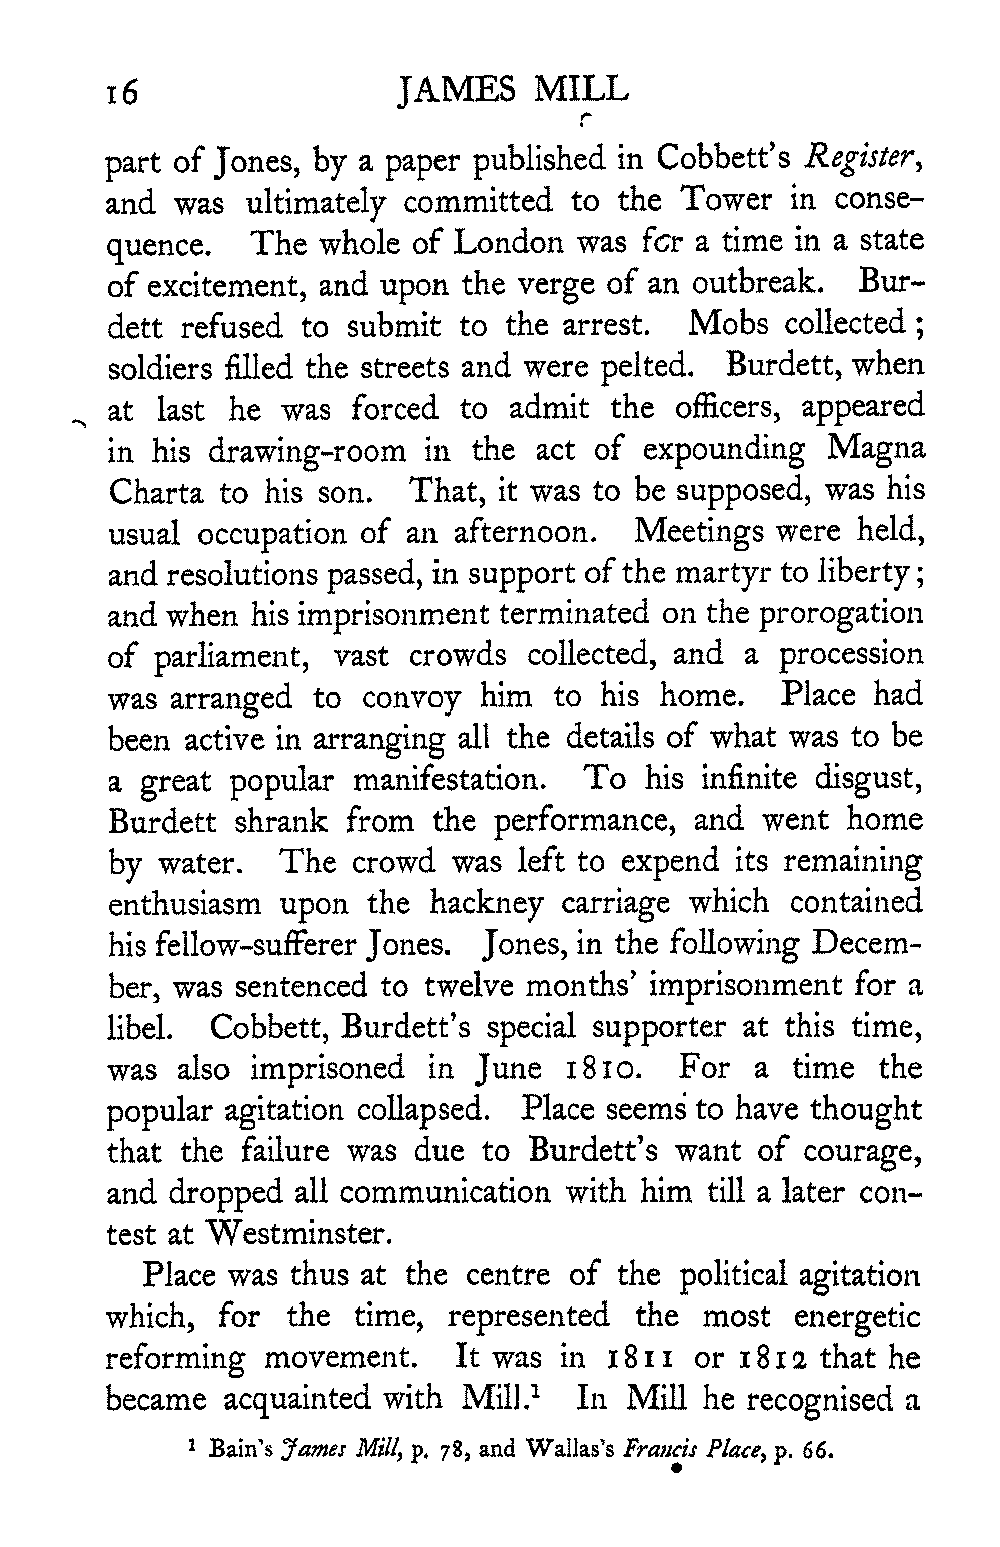 16 JAMES MILL
part of Jones, by a paper published in Cobbett's Register,
and was ultimately committed to the Tower in conse-
quence. The whole of London was for a time in a state
of excitement, and upon the verge of an outbreak. Bur-
dett refused to submit to the arrest. Mobs collected ;
soldiers filled the streets and were pelted. Burdett, when
at last he was forced to admit the officers, appeared
in his drawing-room in the act of expounding Magna
Charta to his son. That, it was to be supposed, was his
usual occupation of an afternoon. Meetings were held,
and resolutions passed, in support of the martyr to liberty ;
and when his imprisonment terminated on the prorogation
of parliament, vast crowds collected, and a procession
was arranged to convoy him to his home. Place had
been active in arranging all the details of what was to be
a great popular manifestation. To his infinite disgust,
Burdett shrank from the performance, and went home
by water. The crowd was left to expend its remaining
enthusiasm upon the hackney carriage which contained
his fellow-sufferer Jones. Jones, in the following Decem-
ber, was sentenced to twelve months' imprisonment for a
libel. Cobbett, Burdett's special supporter at this time,
was also imprisoned in June 1810. For a time the
popular agitation collapsed. Place seems to have thought
that the failure was due to Burdett's want of courage,
and dropped all communication with him till a later con-
test at Westminster.
Place was thus at the centre of the political agitation
which, for the time, represented the most energetic
reforming movement. It was in 1811 or 1812 that he
became acquainted with Mill.¹ In Mill he recognised a
¹ Bain's James Mill, p. 78, and Wallas's Francis Place, p. 66.